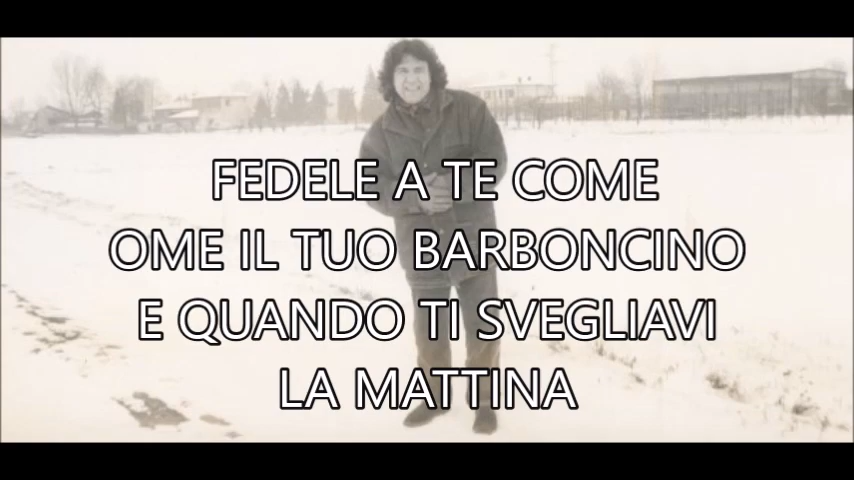 FEDELE A TE COME
OME IL TUO BARBONCINO
E QUANDO TI SVEGLIAVI
LA MATTINA